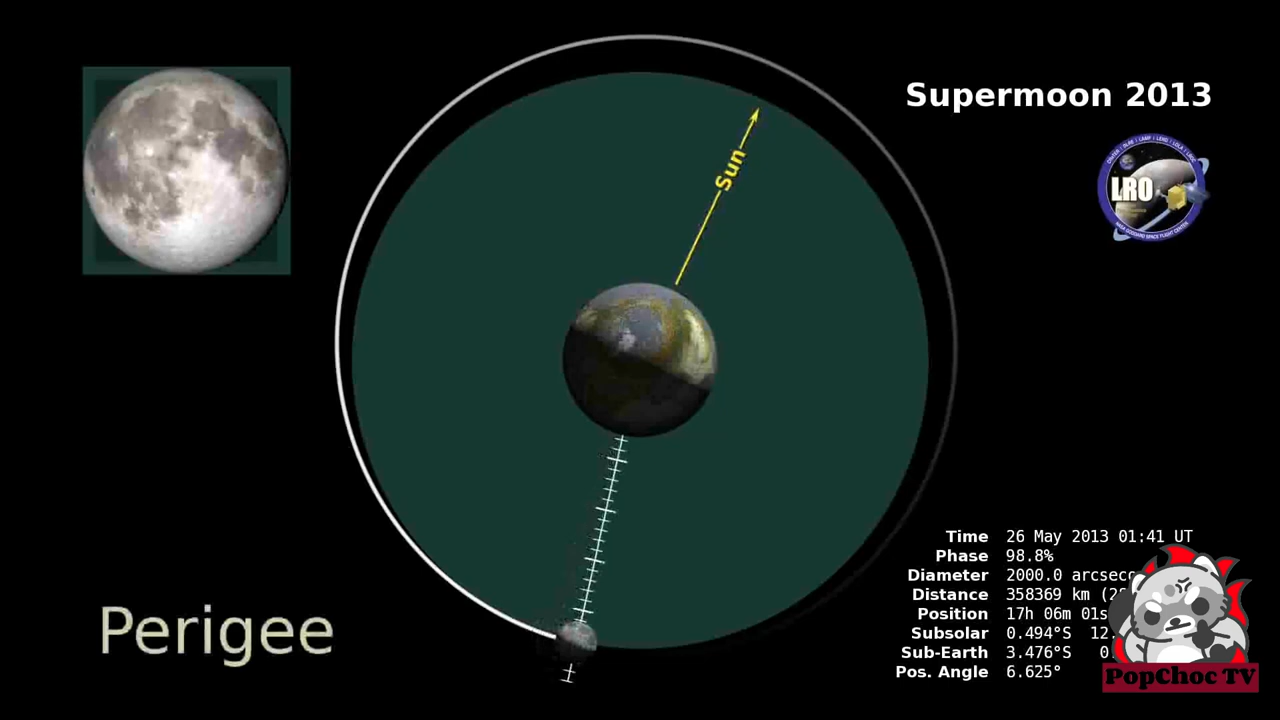 Supermoon 2013
LRO
Sun
Perigee
Time 26 May 2013 01:41 UT
Phase 98.8%
Diameter 2000.0
Distance 358369 km
Position 17h 06m 01s
Subsolar 0.494°S
Sub-Earth 3.476°S
Pos. Angle 6.625°
PopChoc TV